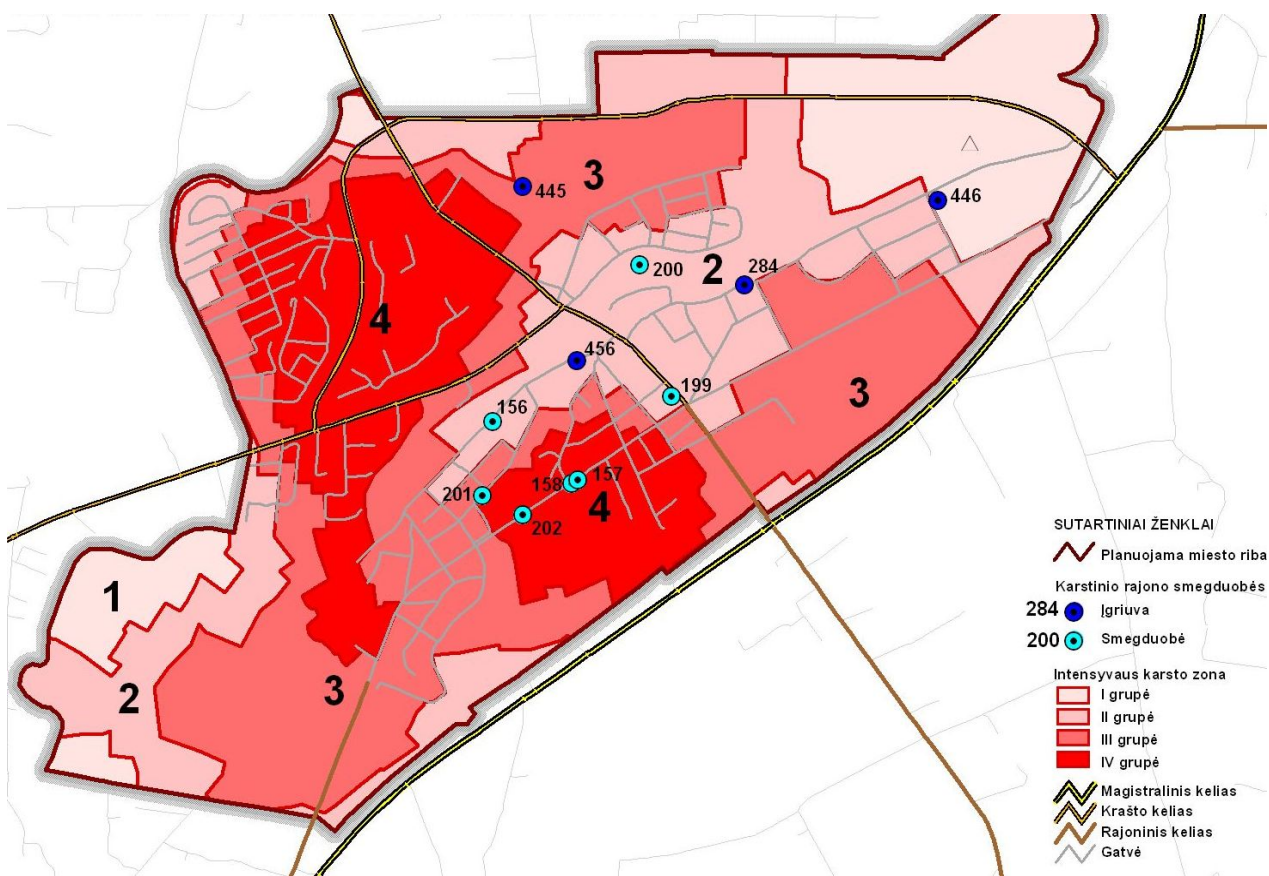 3
445
446
2
200
284
4
456
199
3
156
157
158
201
4
202
1
2
3
SUTARTINIAI ŽENKLAI
Planuojama miesto riba
Karstinio rajono smegduobės
284 Įgriuva
200 Smegduobė
Intensyvaus karsto zona
I grupė
II grupė
III grupė
IV grupė
Magistralinis kelias
Krašto kelias
Rajoninis kelias
Gatvė